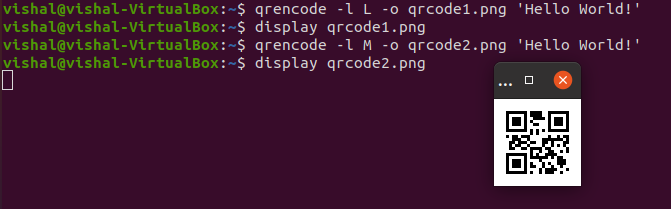 vishal@vishal-VirtualBox:~$ qrencode -l L -o qrcode1.png 'Hello World!'
vishal@vishal-VirtualBox:~$ display qrcode1.png
vishal@vishal-VirtualBox:~$ qrencode -l M -o qrcode2.png 'Hello World!'
vishal@vishal-VirtualBox:~$ display qrcode2.png
...